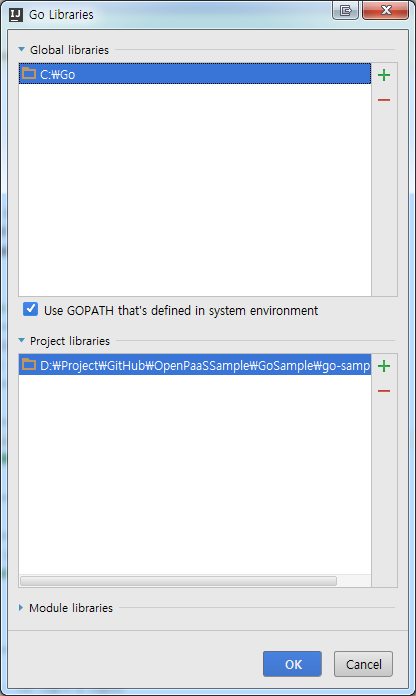 IJ Go Libraries
Global libraries
C:₩Go
Use GOPATH that's defined in system environment
Project libraries
D:₩Project₩GitHub₩OpenPaaSSample₩GoSample₩go-samp
Module libraries
OK Cancel